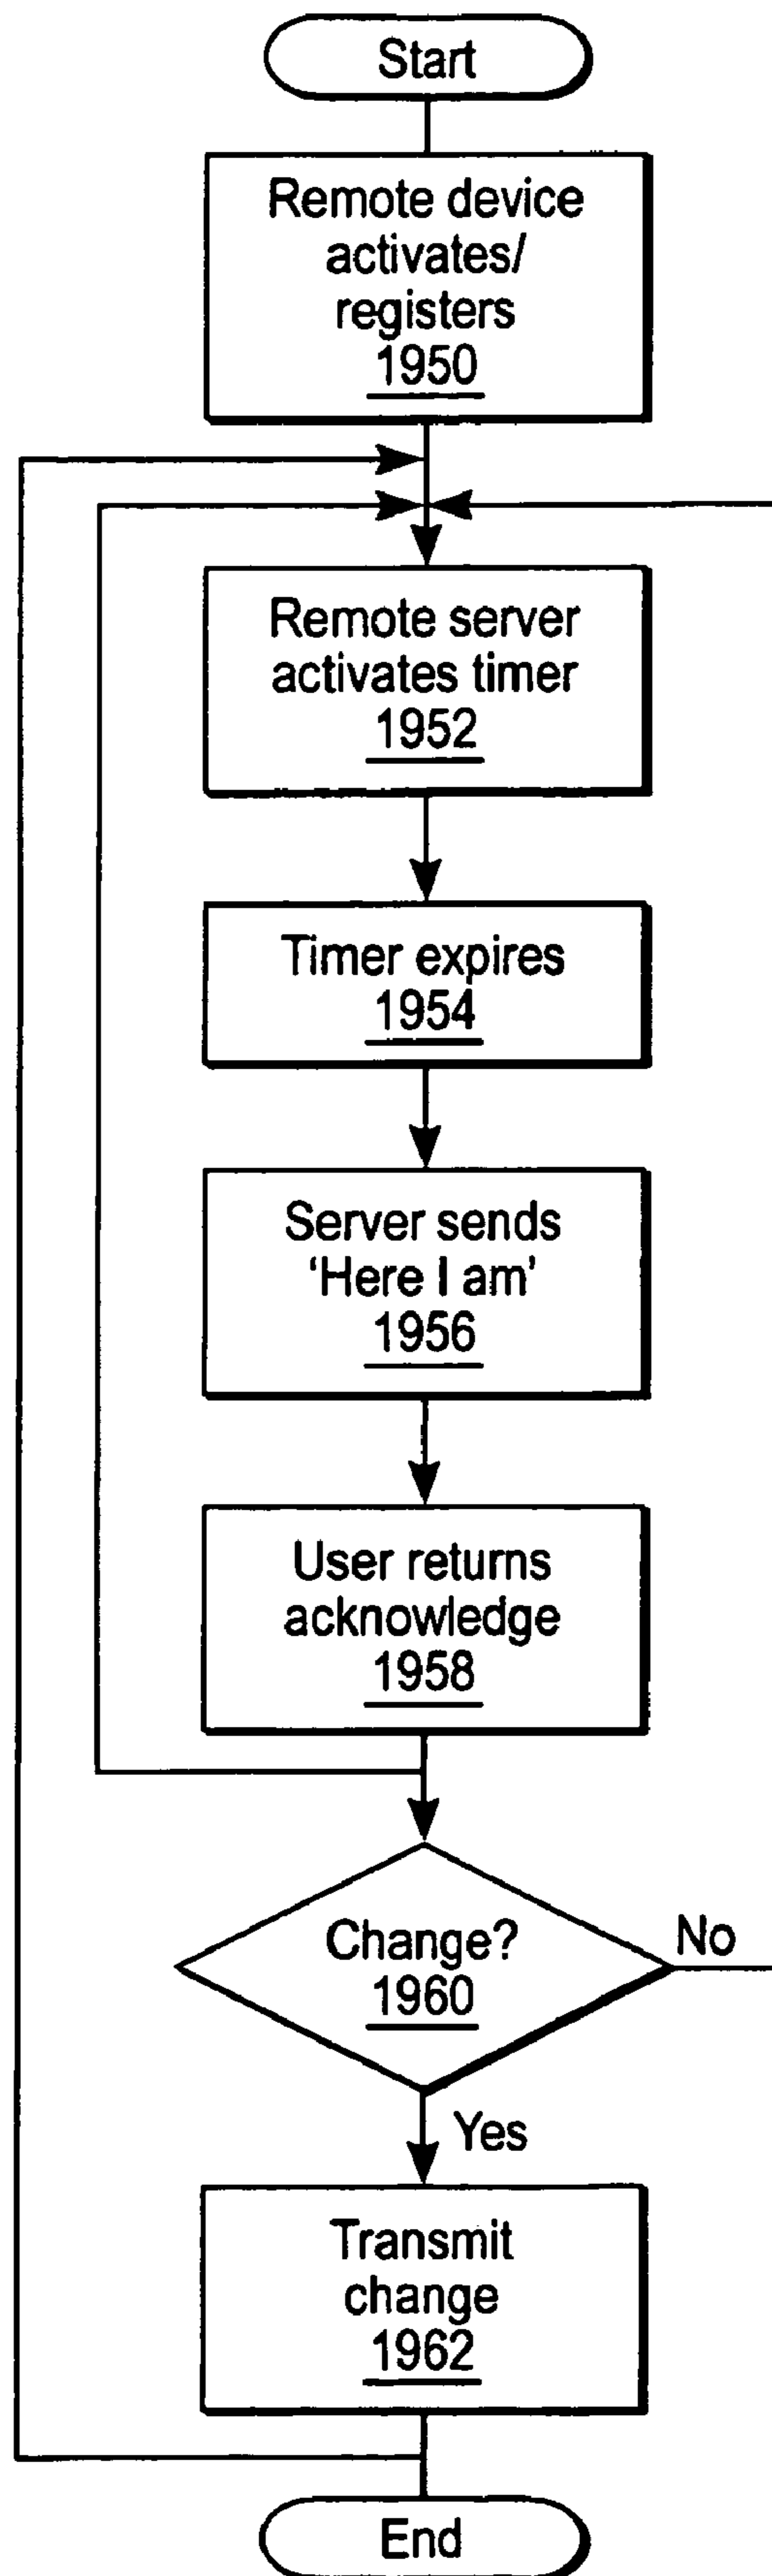 Start
Remote device
activates/
registers
1950
Remote server
activates timer
1952
Timer expires
1954
Server sends
‘Here I am’
1956
User returns
acknowledge
1958
Change?
1960
No
Yes
Transmit
change
1962
End